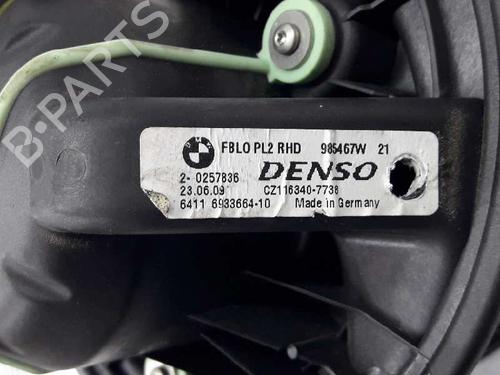 B-PARTS
BMW
FBLO PL2 RHD 985467W 21
2- 0257836
DENSO
23.06.09
CZ116340-7738
6411 6933664-10 Made in Germany